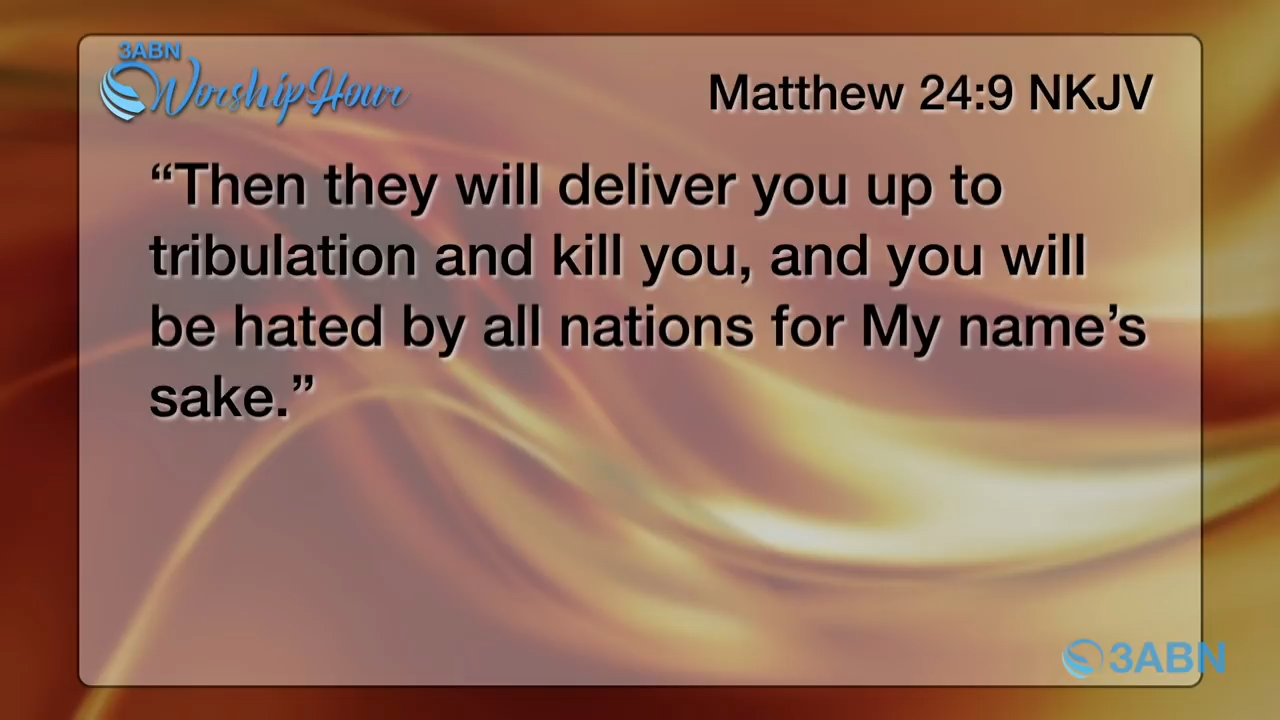 3ABN
Worship Hour
Matthew 24:9 NKJV
“Then they will deliver you up to
tribulation and kill you, and you will
be hated by all nations for My name’s
sake.”
3ABN